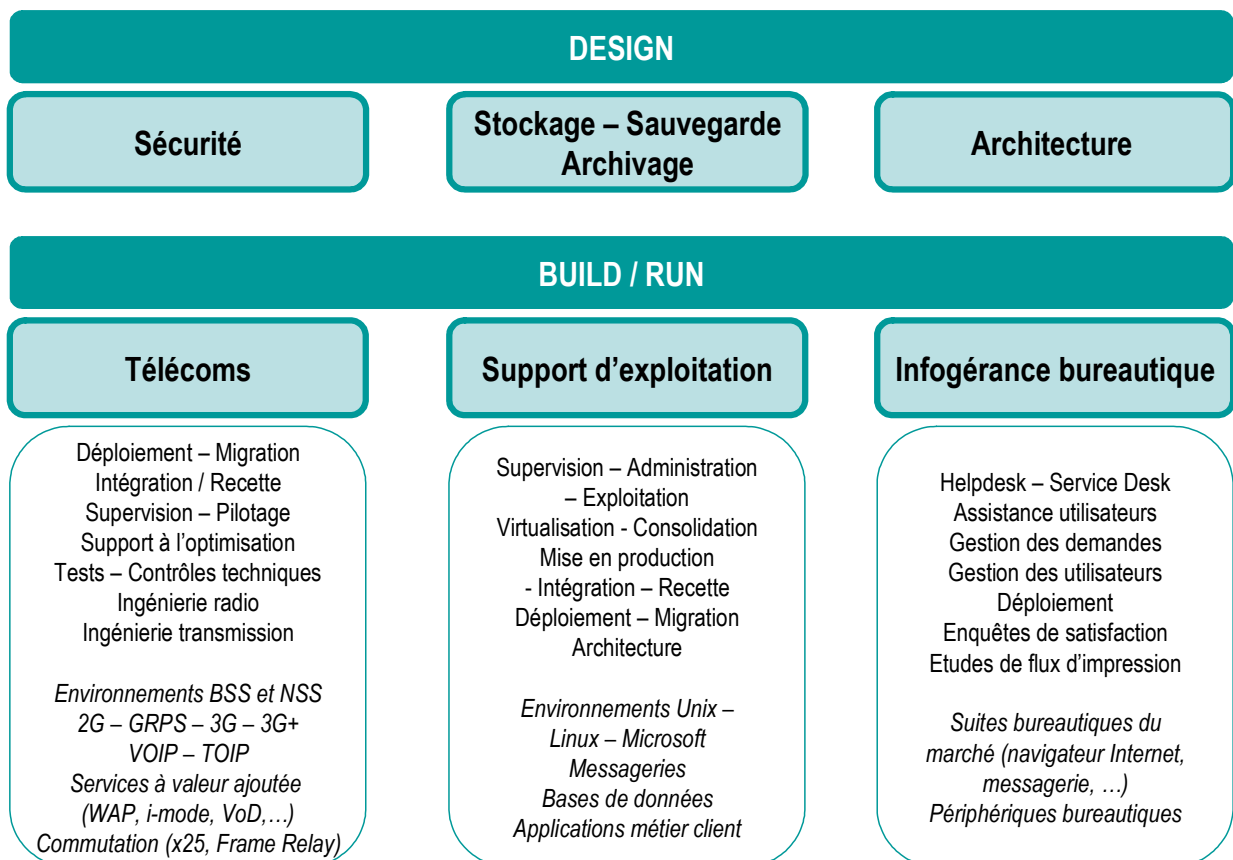 DESIGN
Sécurité
Stockage – Sauvegarde
Archivage
Architecture
BUILD / RUN
Télécoms
Déploiement – Migration
Intégration / Recette
Supervision – Pilotage
Support à l’optimisation
Tests – Contrôles techniques
Ingénierie radio
Ingénierie transmission
Environnements BSS et NSS
2G – GRPS – 3G – 3G+
VOIP – TOIP
Services à valeur ajoutée
(WAP, i-mode, VoD,…)
Commutation (x25, Frame Relay)
Support d’exploitation
Supervision – Administration
– Exploitation
Virtualisation - Consolidation
Mise en production
- Intégration – Recette
Déploiement – Migration
Architecture
Environnements Unix –
Linux – Microsoft
Messageries
Bases de données
Applications métier client
Infogérance bureautique
Helpdesk – Service Desk
Assistance utilisateurs
Gestion des demandes
Gestion des utilisateurs
Déploiement
Enquêtes de satisfaction
Etudes de flux d’impression
Suites bureautiques du
marché (navigateur Internet,
messagerie, …)
Périphériques bureautiques